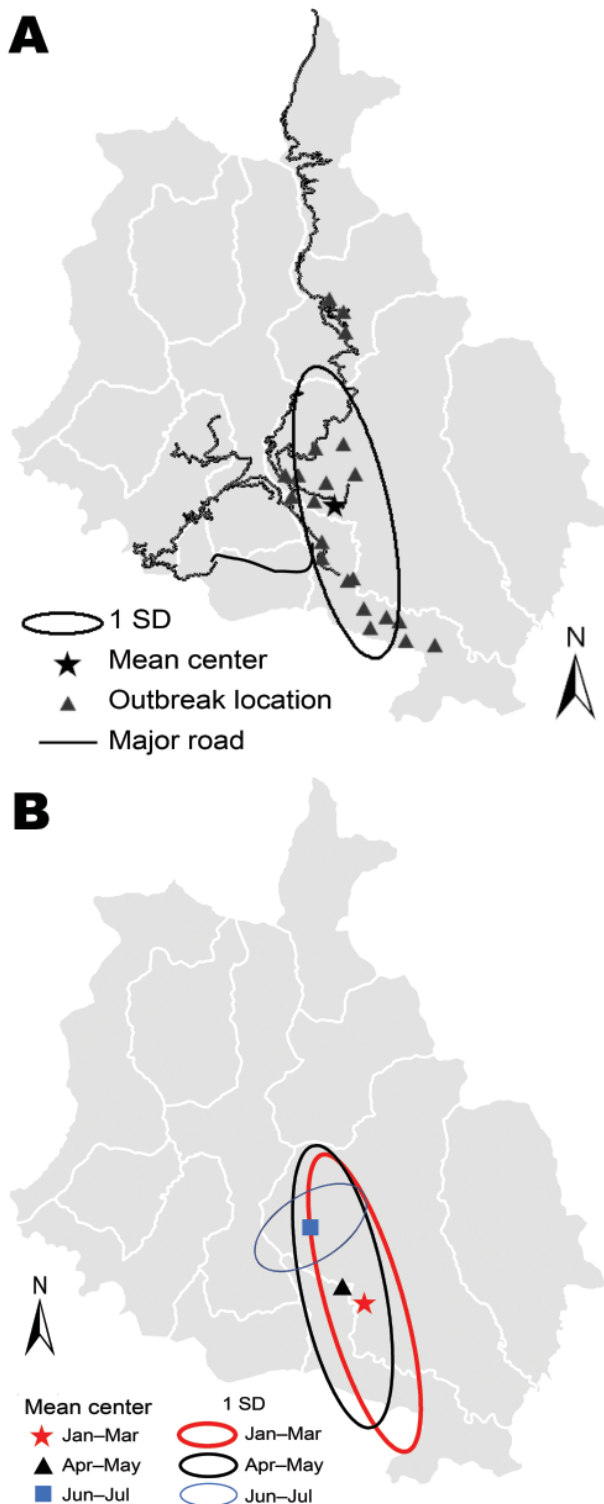 A
1 SD
Mean center
Outbreak location
Major road
N
B
N
Mean center 1 SD
Jan–Mar Jan–Mar
Apr–May Apr–May
Jun–Jul Jun–Jul